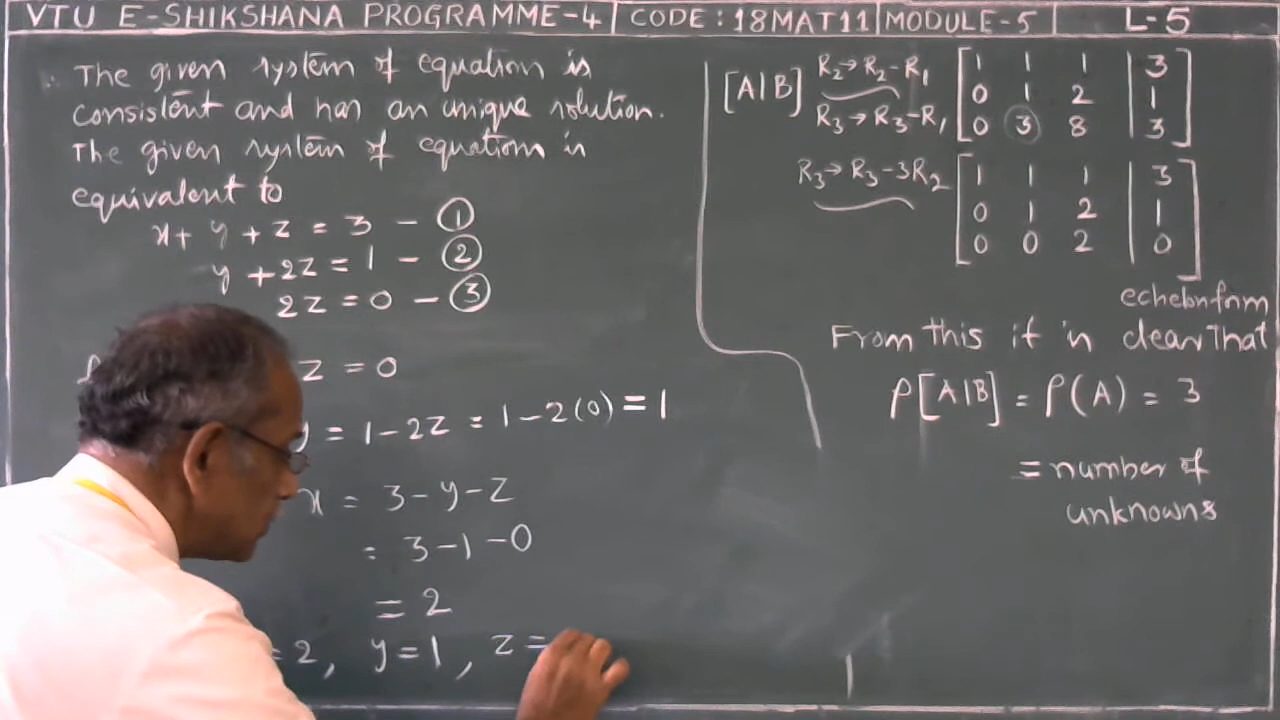 VTU E-SHIKSHANA PROGRAMME-4 | CODE : 18MAT11 | MODULE-5 | L-5
∴ The given system of equation is
consistent and has an unique solution.
The given system of equations is
equivalent to
x + y + z = 3 - ①
y + 2z = 1 - ②
2z = 0 - ③
z = 0
y = 1-2z = 1-2(0) = 1
x = 3-y-z
= 3-1-0
= 2
= 2, y=1, z=
[A|B] R₂→R₂-R₁ R₃→R₃-R₁
1 1 1 | 3
0 1 2 | 1
0 3 8 | 3
R₃→R₃-3R₂
1 1 1 | 3
0 1 2 | 1
0 0 2 | 0
echelon form
From this it is clear that
ρ[A|B] = ρ(A) = 3
= number of
unknowns